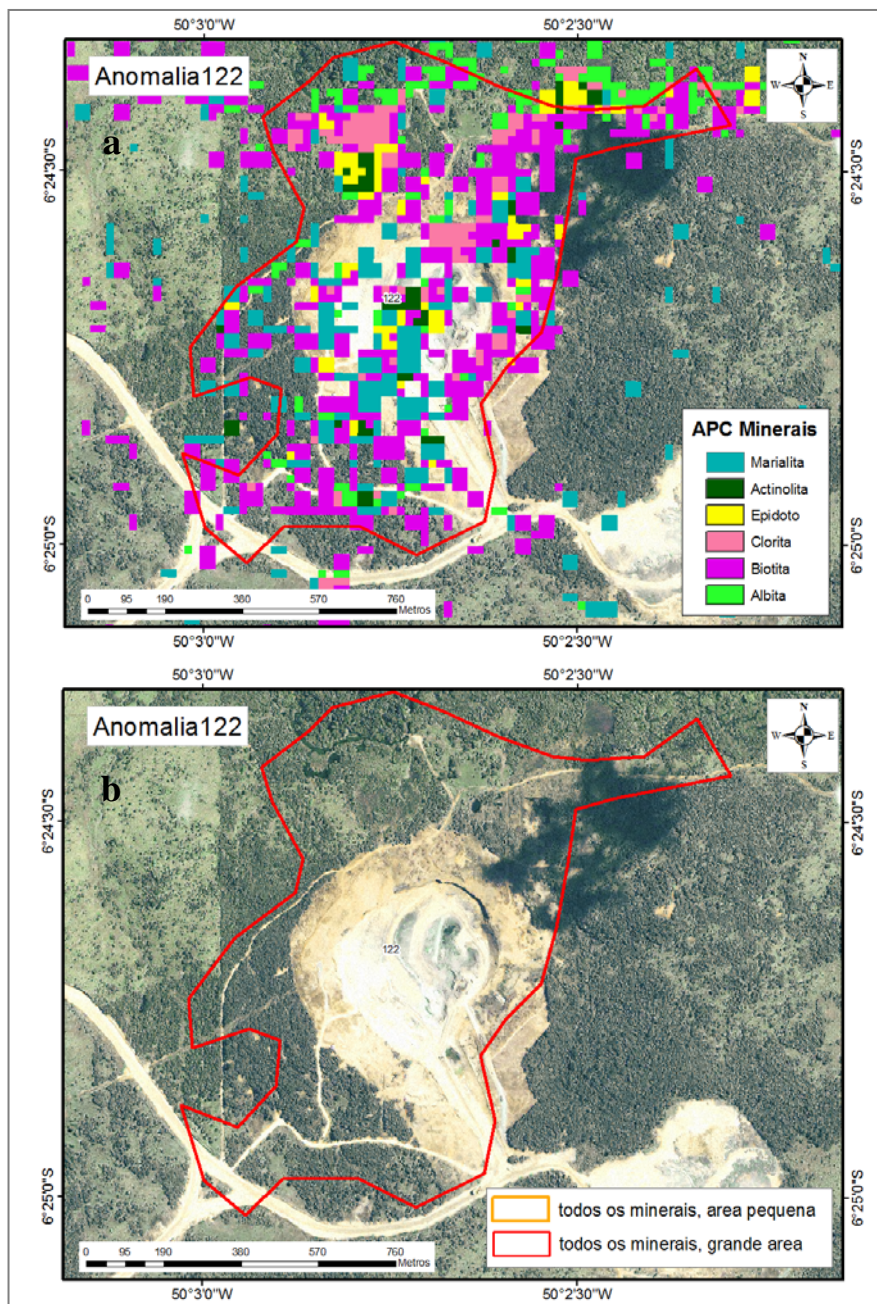 50°3'0"W
50°2'30"W
Anomalia122
a
N
W
E
S
6°24'30"S
6°24'30"S
122
6°25'0"S
6°25'0"S
APC Minerais
Marialita
Actinolita
Epidoto
Clorita
Biotita
Albita
0 95 190 380 570 760
Metros
50°3'0"W
50°2'30"W
50°3'0"W
50°2'30"W
Anomalia122
b
N
W
E
S
6°24'30"S
6°24'30"S
122
6°25'0"S
6°25'0"S
todos os minerais, area pequena
todos os minerais, grande area
0 95 190 380 570 760
Metros
50°3'0"W
50°2'30"W